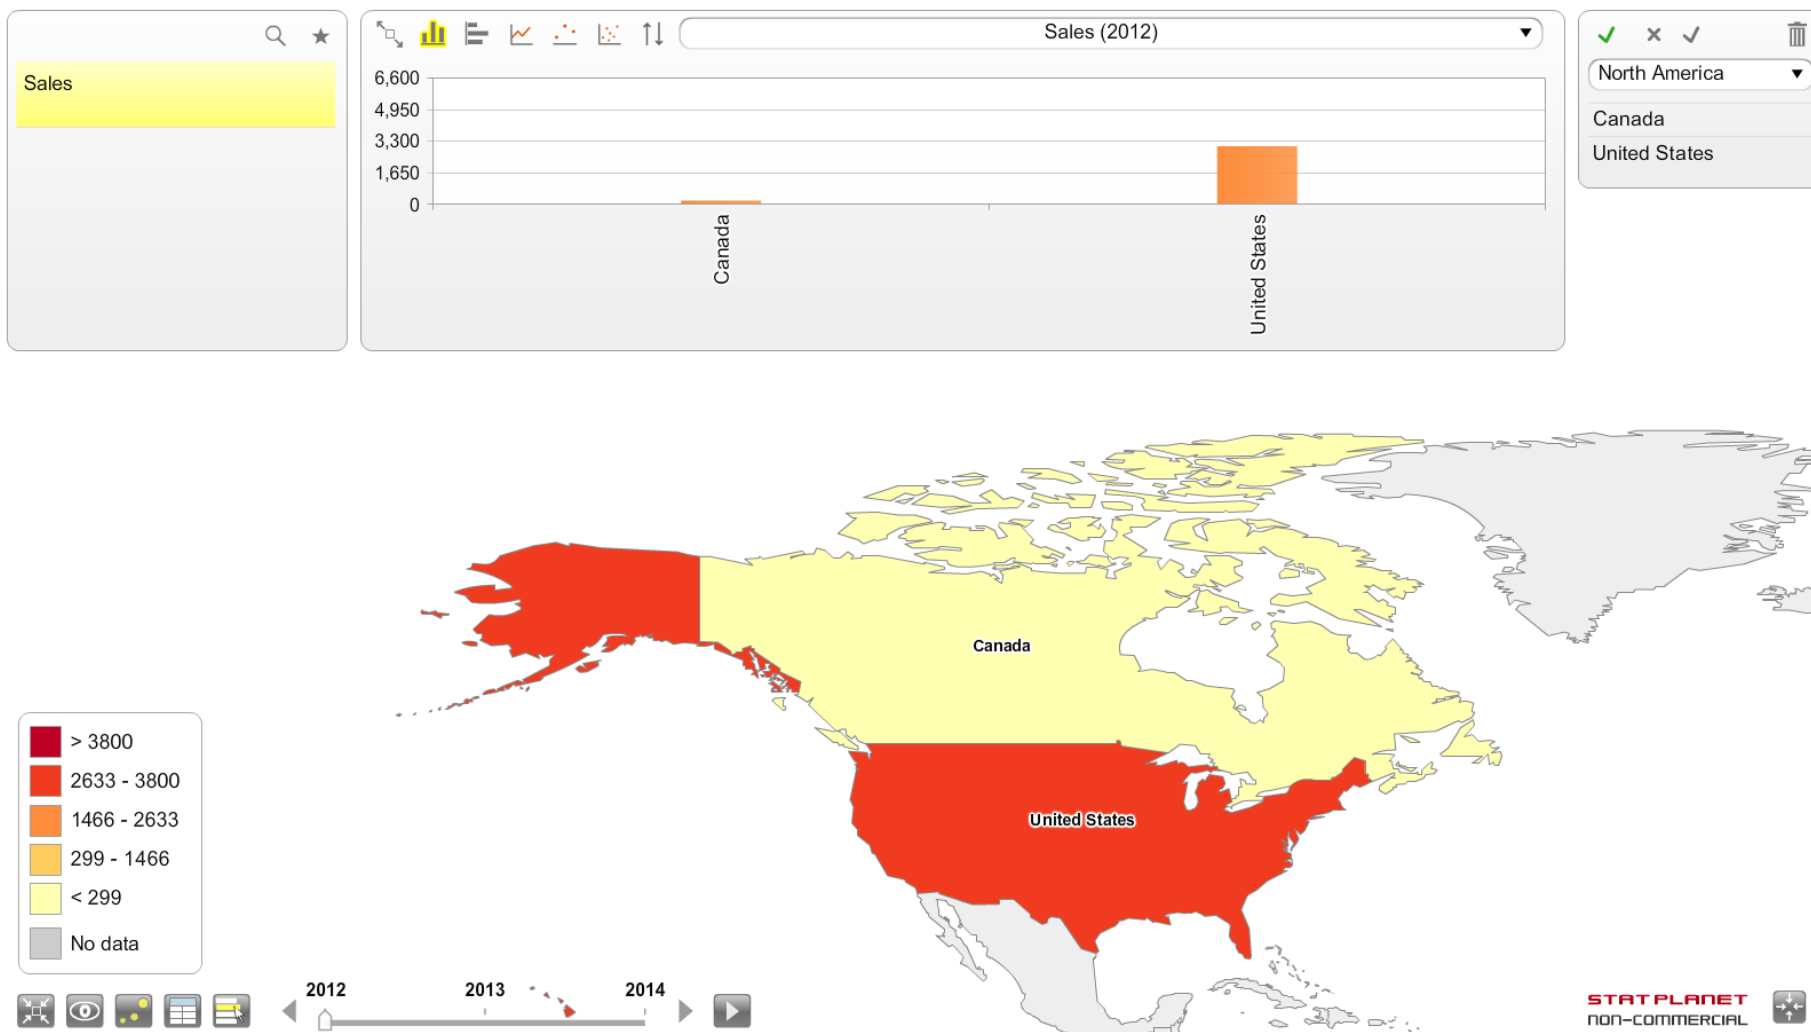 Sales
Sales (2012)
6,600
4,950
3,300
1,650
0
Canada
United States
North America
Canada
United States
Canada
United States
> 3800
2633 - 3800
1466 - 2633
299 - 1466
< 299
No data
2012
2013
2014
STATPLANET
NON-COMMERCIAL